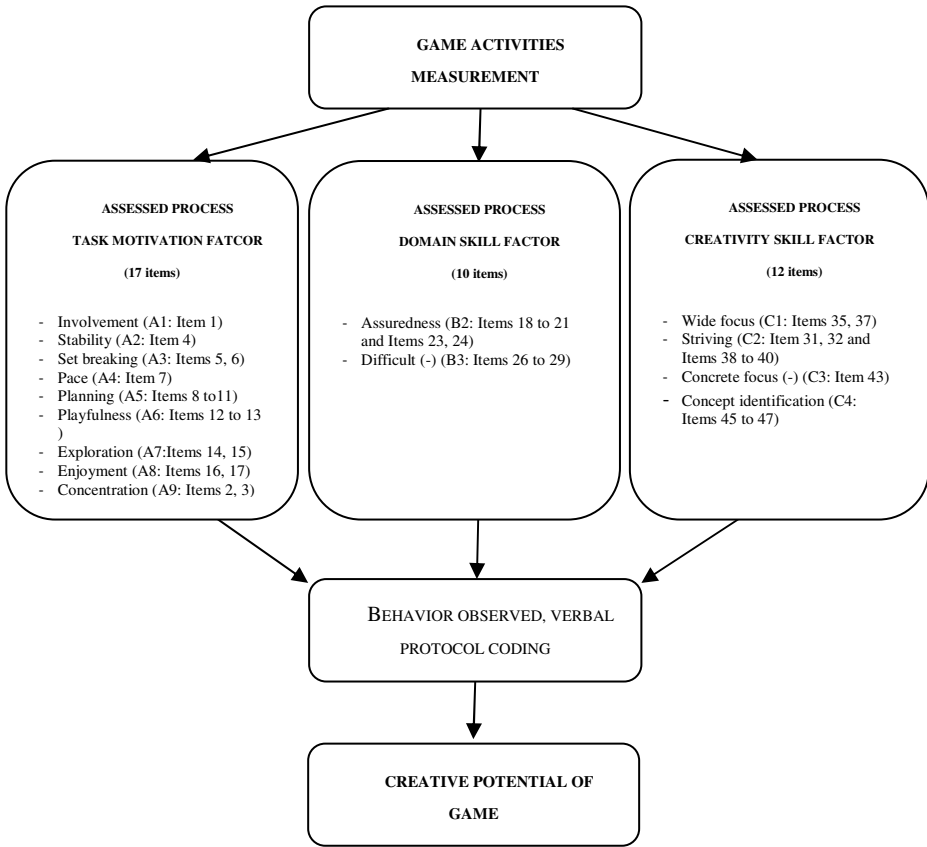 GAME ACTIVITIES
MEASUREMENT
ASSESSED PROCESS
TASK MOTIVATION FATCOR
(17 items)
- Involvement (A1: Item 1)
- Stability (A2: Item 4)
- Set breaking (A3: Items 5, 6)
- Pace (A4: Item 7)
- Planning (A5: Items 8 to11)
- Playfulness (A6: Items 12 to 13
)
- Exploration (A7:Items 14, 15)
- Enjoyment (A8: Items 16, 17)
- Concentration (A9: Items 2, 3)
ASSESSED PROCESS
DOMAIN SKILL FACTOR
(10 items)
- Assuredness (B2: Items 18 to 21
and Items 23, 24)
- Difficult (-) (B3: Items 26 to 29)
ASSESSED PROCESS
CREATIVITY SKILL FACTOR
(12 items)
- Wide focus (C1: Items 35, 37)
- Striving (C2: Item 31, 32 and
Items 38 to 40)
- Concrete focus (-) (C3: Item 43)
- Concept identification (C4:
Items 45 to 47)
BEHAVIOR OBSERVED, VERBAL
PROTOCOL CODING
CREATIVE POTENTIAL OF
GAME